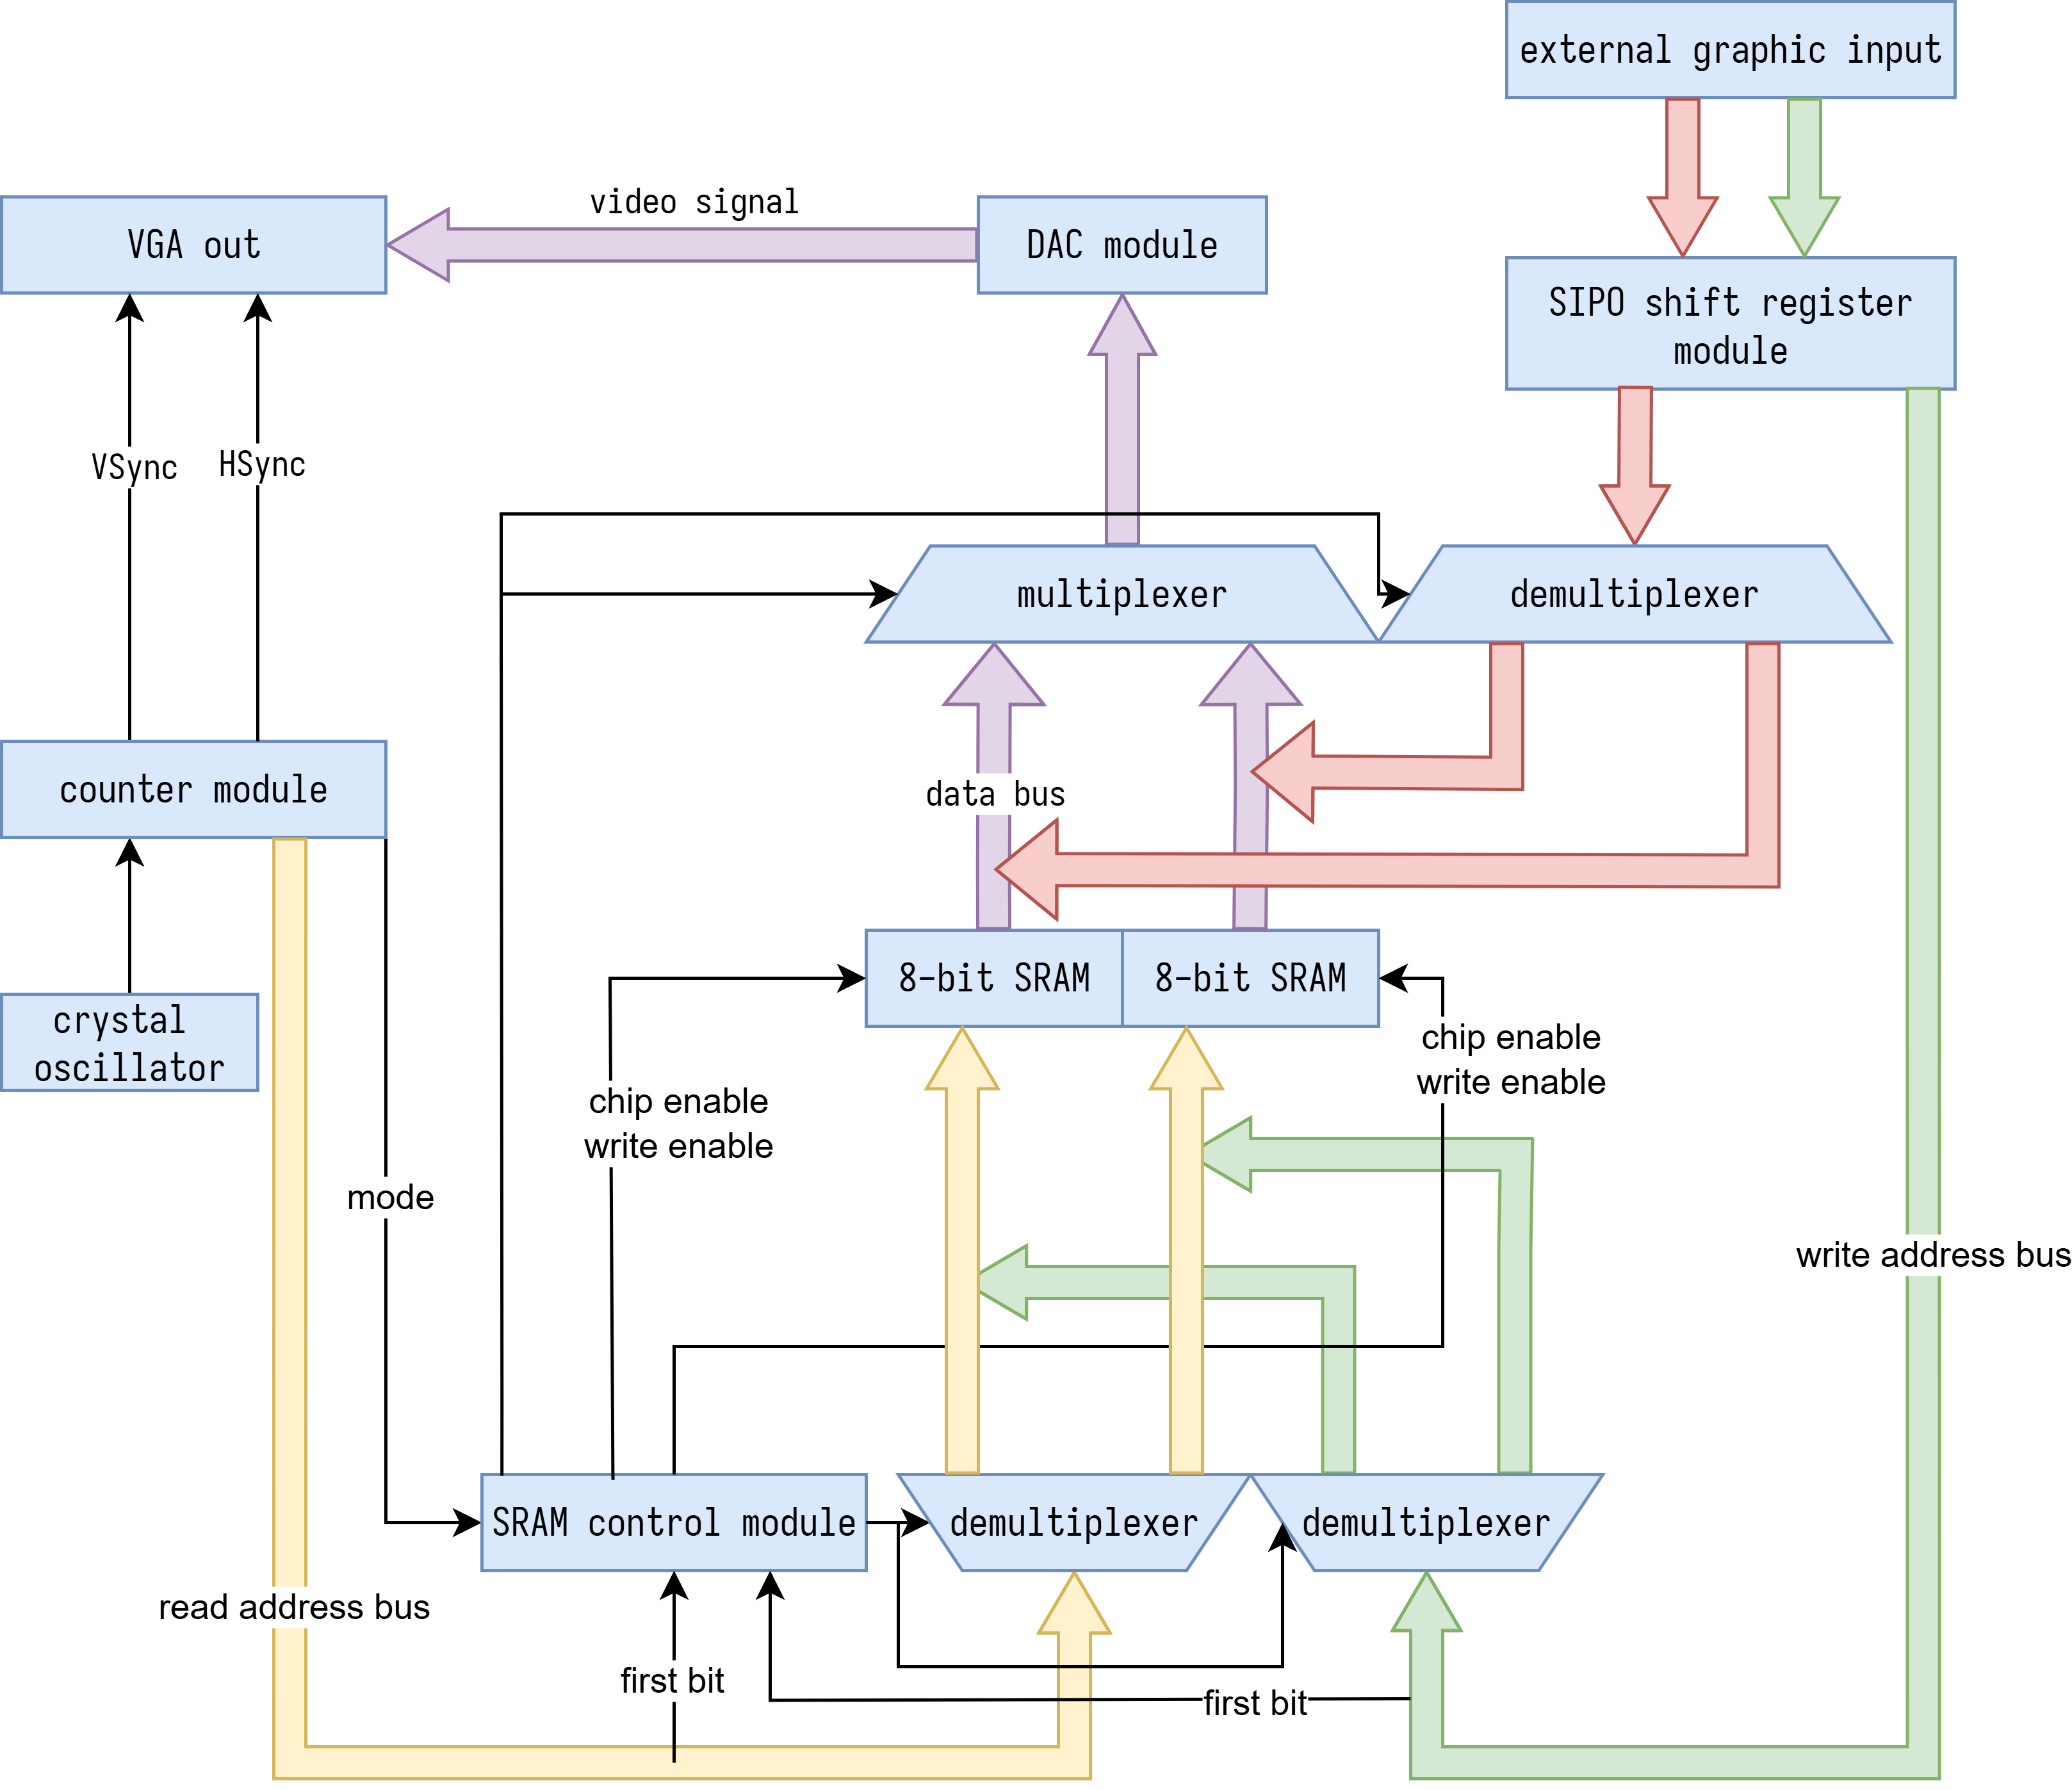 external graphic input
video signal
VGA out
DAC module
SIPO shift register
module
VSync
HSync
multiplexer
demultiplexer
counter module
data bus
8-bit SRAM
8-bit SRAM
crystal
oscillator
chip enable
write enable
chip enable
write enable
mode
write address bus
SRAM control module
demultiplexer
demultiplexer
read address bus
first bit
first bit